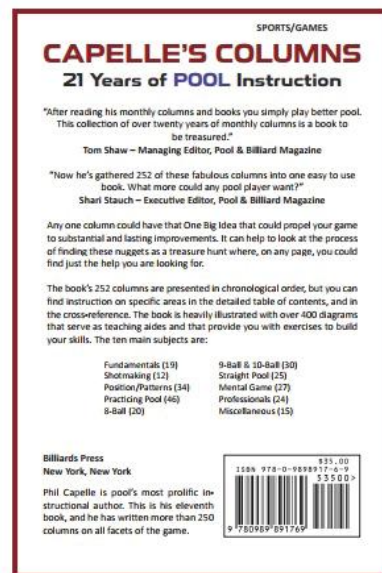 SPORTS/GAMES
CAPELLE'S COLUMNS
21 Years of POOL Instruction
"After reading his monthly columns and books you simply play better pool.
This collection of over twenty years of monthly columns is a book to
be treasured."
Tom Shaw – Managing Editor, Pool & Billiard Magazine
"Now he's gathered 252 of these fabulous columns into one easy to use
book. What more could any pool player want?"
Shari Stauch – Executive Editor, Pool & Billiard Magazine
Any one column could have that One Big Idea that could propel your game
to substantial and lasting improvements. It can help to look at the process
of finding these nuggets as a treasure hunt where, on any page, you could
find just the help you are looking for.
The book's 252 columns are presented in chronological order, but you can
find instruction on specific areas in the detailed table of contents, and in
the cross-reference. The book is heavily illustrated with over 400 diagrams
that serve as teaching aides and that provide you with exercises to build
your skills. The ten main subjects are:
Fundamentals (19)
Shotmaking (12)
Position/Patterns (34)
Practicing Pool (46)
8-Ball (20)
9-Ball & 10-Ball (30)
Straight Pool (25)
Mental Game (27)
Professionals (24)
Miscellaneous (15)
Billiards Press
New York, New York
Phil Capelle is pool's most prolific in-
structional author. This is his eleventh
book, and he has written more than 250
columns on all facets of the game.
$35.00
ISBN 978-0-9898917-6-9
53500>
9 780989 891769